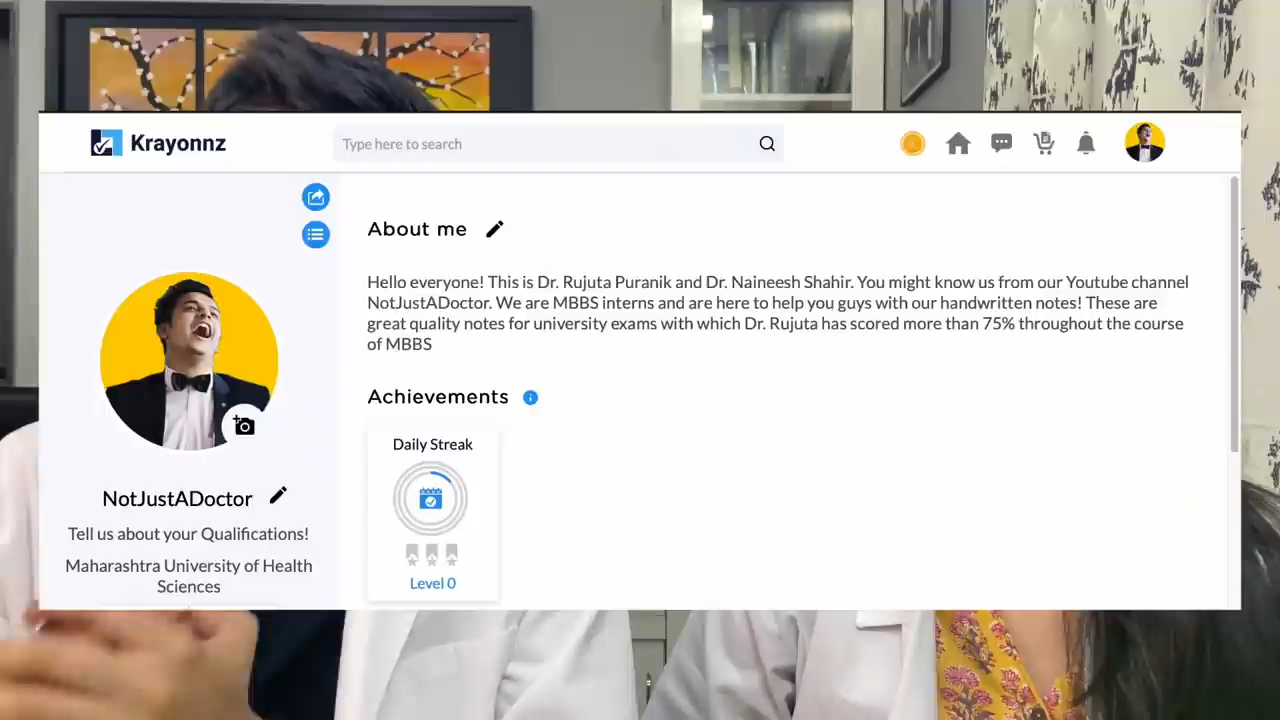 Krayonnz
Type here to search
About me
Hello everyone! This is Dr. Rujuta Puranik and Dr. Naineesh Shahir. You might know us from our Youtube channel
NotJustADoctor. We are MBBS interns and are here to help you guys with our handwritten notes! These are
great quality notes for university exams with which Dr. Rujuta has scored more than 75% throughout the course
of MBBS
Achievements
Daily Streak
Level 0
NotJustADoctor
Tell us about your Qualifications!
Maharashtra University of Health
Sciences